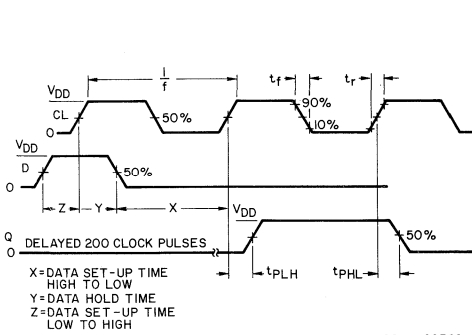 1/f
tf
tr
VDD
CL
0
50%
90%
10%
VDD
D
0
50%
Z
Y
X
VDD
Q
0
DELAYED 200 CLOCK PULSES
50%
tPLH
tPHL
X=DATA SET-UP TIME
HIGH TO LOW
Y=DATA HOLD TIME
Z=DATA SET-UP TIME
LOW TO HIGH